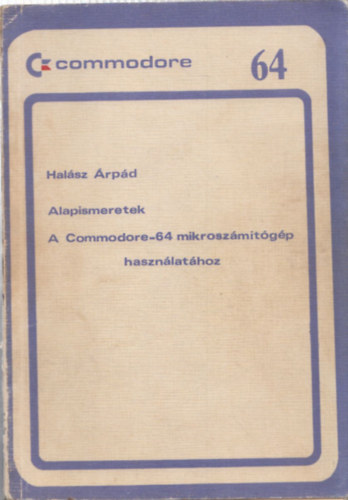 commodore 64
Halász Árpád
Alapismeretek
A Commodore-64 mikroszámítógép
használatához